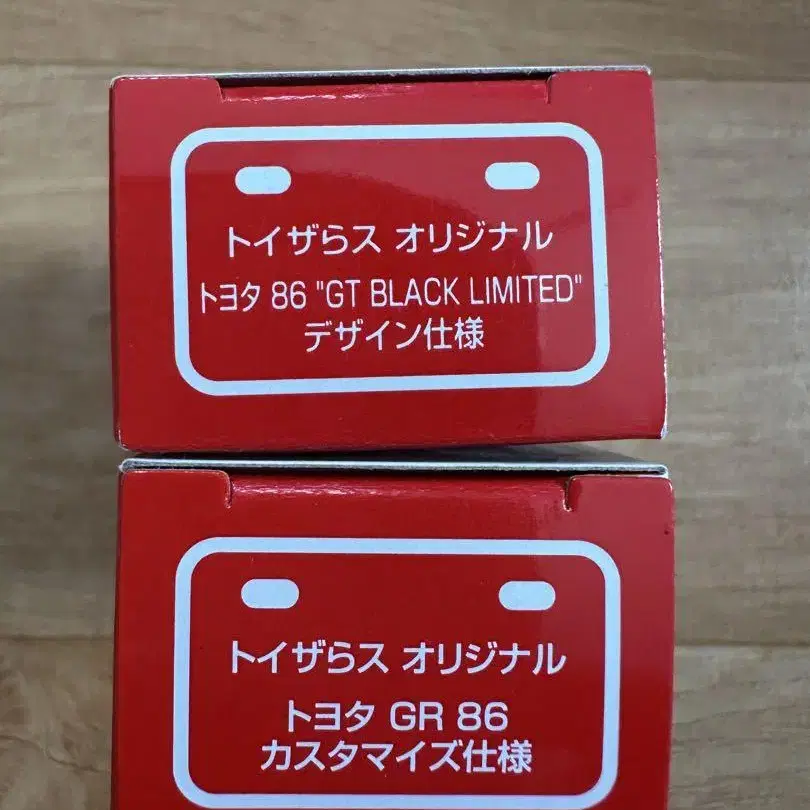 トイザらス オリジナル
トヨタ 86 "GT BLACK LIMITED"
デザイン仕様
トイザらス オリジナル
トヨタ GR 86
カスタマイズ仕様